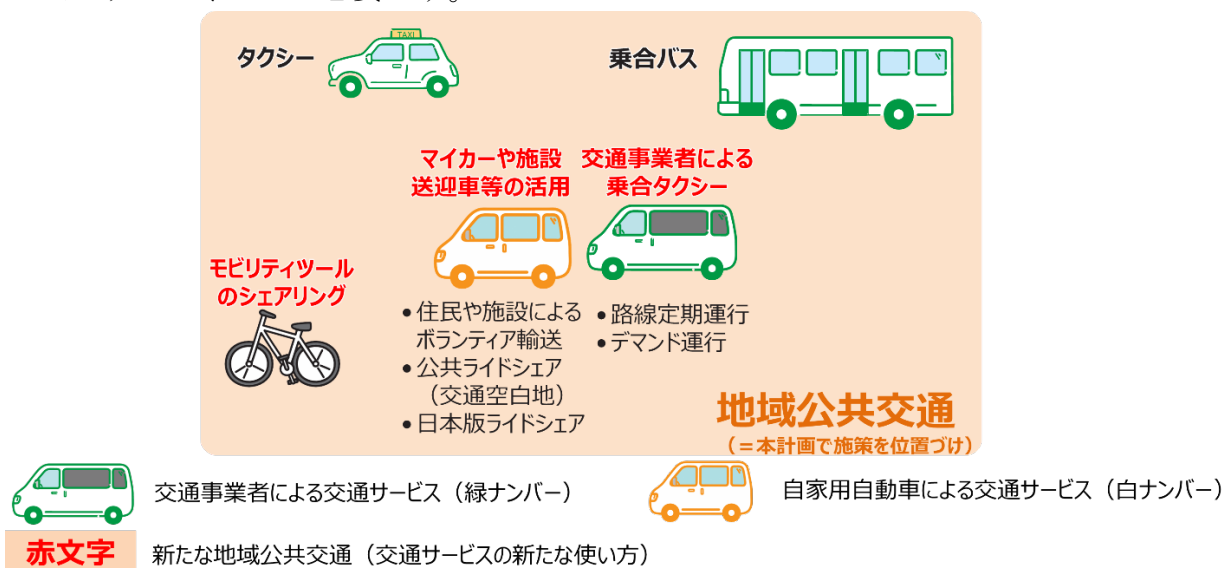 タクシー
TAXI
乗合バス
マイカーや施設
送迎車等の活用
交通事業者による
乗合タクシー
モビリティツール
のシェアリング
•住民や施設による
ボランティア輸送
•公共ライドシェア
（交通空白地）
•日本版ライドシェア
•路線定期運行
•デマンド運行
地域公共交通
（＝本計画で施策を位置づけ）
交通事業者による交通サービス（緑ナンバー）
自家用自動車による交通サービス（白ナンバー）
赤文字 新たな地域公共交通（交通サービスの新たな使い方）